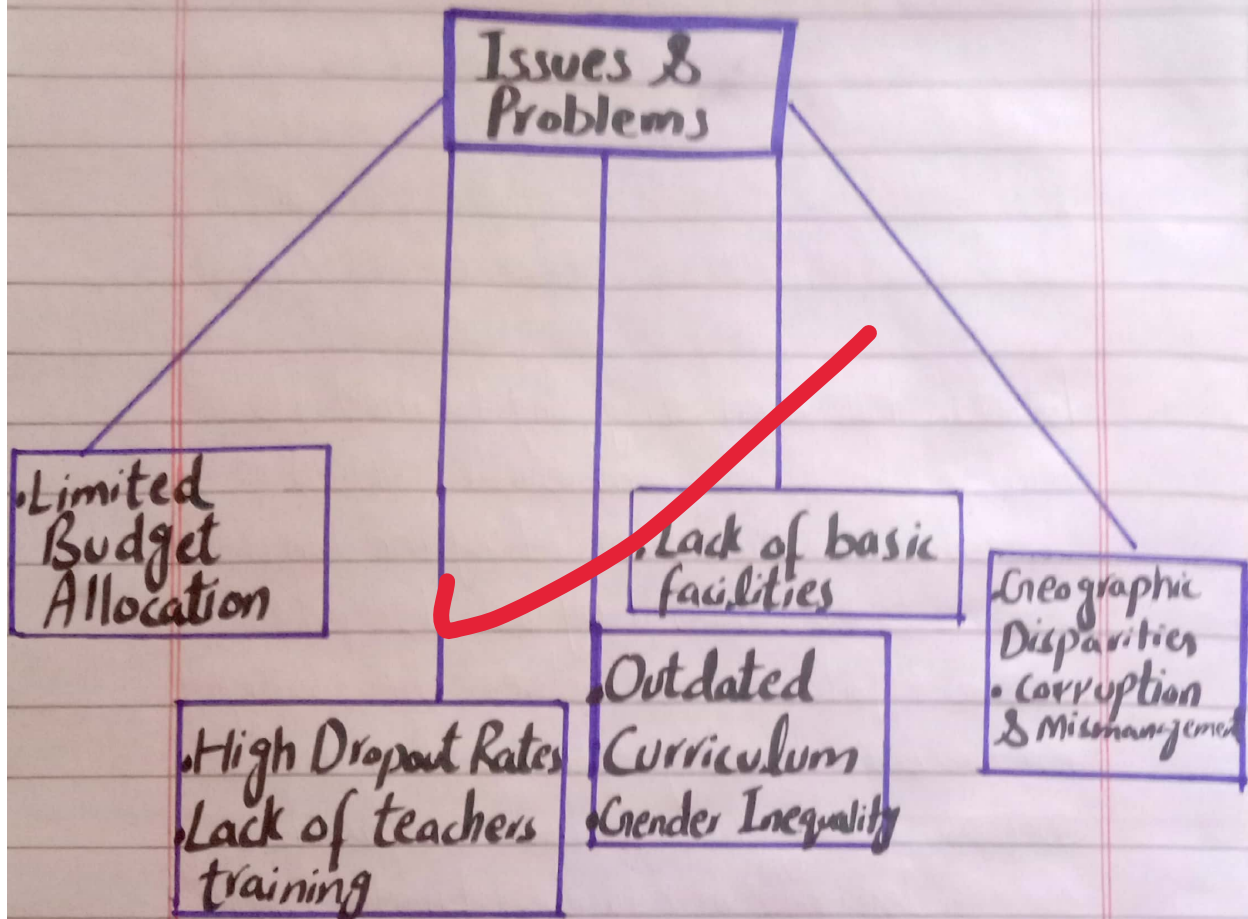 Issues &
Problems
•Limited
Budget
Allocation
•High Dropout Rates
•Lack of teachers
training
•Outdated
Curriculum
•Gender Inequality
•Lack of basic
facilities
•Geographic
Disparities
•Corruption
& Mismanagement